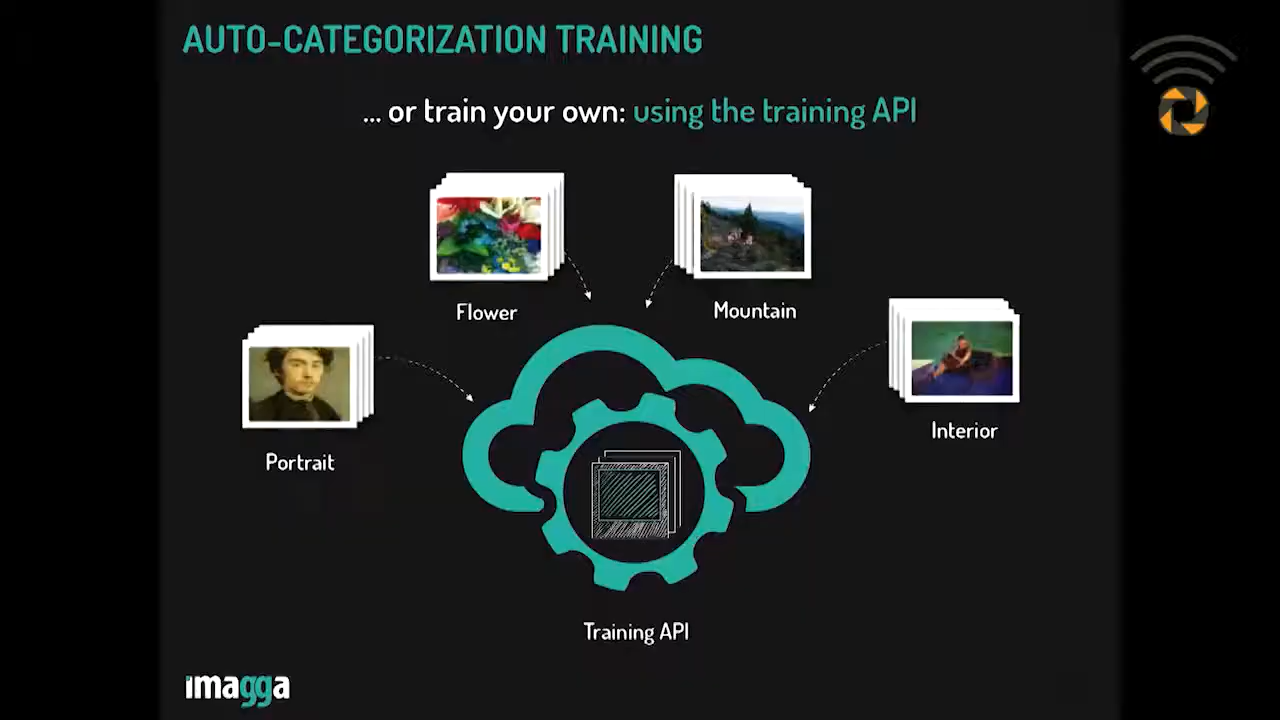 AUTO-CATEGORIZATION TRAINING
... or train your own: using the training API
Flower
Mountain
Portrait
Interior
Training API
imagga